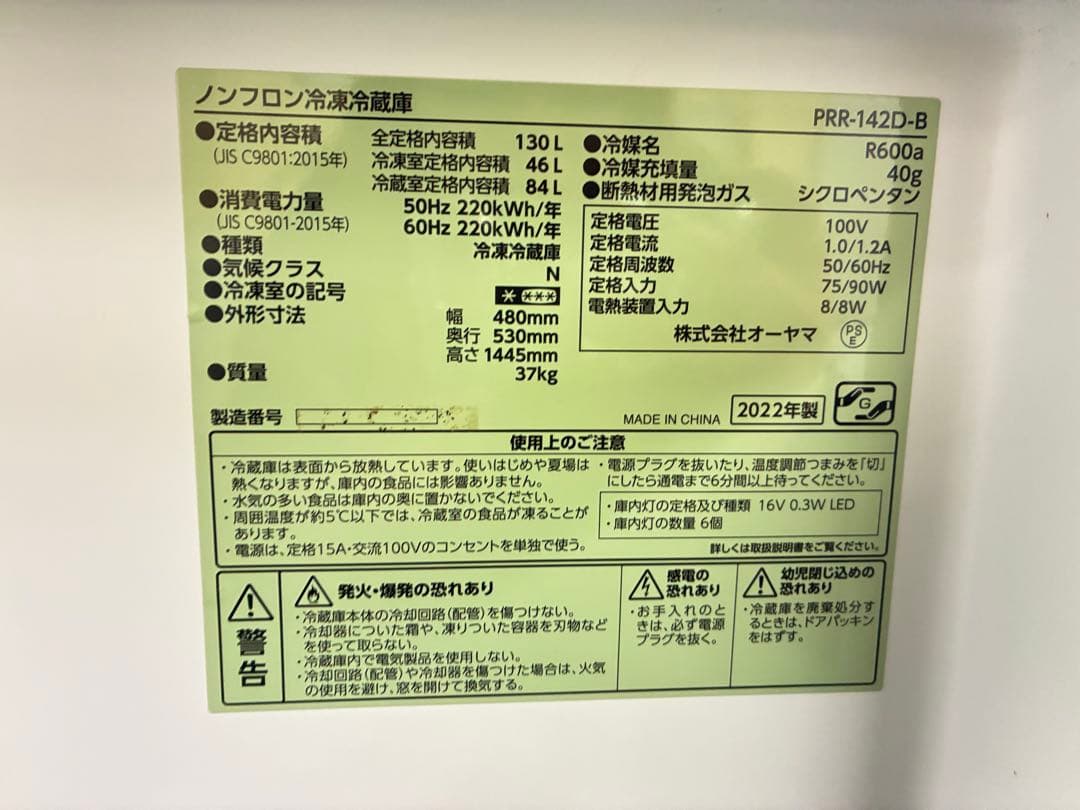 ノンフロン冷凍冷蔵庫
PRR-142D-B
●定格内容積
(JIS C9801:2015年)
全定格内容積 130 L
冷凍室定格内容積 46 L
冷蔵室定格内容積 84 L
●消費電力量
(JIS C9801-2015年)
50Hz 220kWh/年
60Hz 220kWh/年
●種類 冷凍冷蔵庫
●気候クラス N
●冷凍室の記号 * ***
●外形寸法
幅 480mm
奥行 530mm
高さ 1445mm
●質量 37kg
●冷媒名 R600a
●冷媒充填量 40g
●断熱材用発泡ガス シクロペンタン
定格電圧 100V
定格電流 1.0/1.2A
定格周波数 50/60Hz
定格入力 75/90W
電熱装置入力 8/8W
株式会社オーヤマ PSE
製造番号
MADE IN CHINA 2022年製 G
使用上のご注意
・冷蔵庫は表面から放熱しています。使いはじめや夏場は
熱くなりますが、庫内の食品には影響ありません。
・水気の多い食品は庫内の奥に置かないでください。
・周囲温度が約5℃以下では、冷蔵室の食品が凍ることが
あります。
・電源は、定格15A・交流100Vのコンセントを単独で使う。
・電源プラグを抜いたり、温度調節つまみを「切」
にしたら通電まで6分間以上待ってください。
・庫内灯の定格及び種類 16V 0.3W LED
・庫内灯の数量 6個
詳しくは取扱説明書をご覧ください。
警告
発火・爆発の恐れあり
・冷蔵庫本体の冷却回路(配管)を傷つけない。
・冷却器についた霜や、凍りついた容器を刃物など
を使って取らない。
・冷蔵庫内で電気製品を使用しない。
・冷却回路(配管)や冷却器を傷つけた場合は、火気
の使用を避け、窓を開けて換気する。
感電の
恐れあり
・お手入れのと
きは、必ず電源
プラグを抜く。
幼児閉じ込めの
恐れあり
・冷蔵庫を廃棄処分す
るときは、ドアパッキン
をはずす。